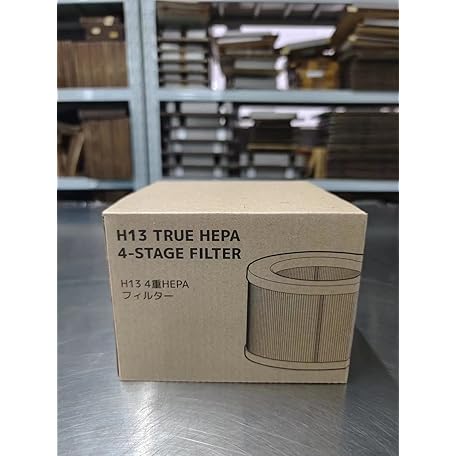 H13 TRUE HEPA
4-STAGE FILTER
H13 4重HEPA
フィルター